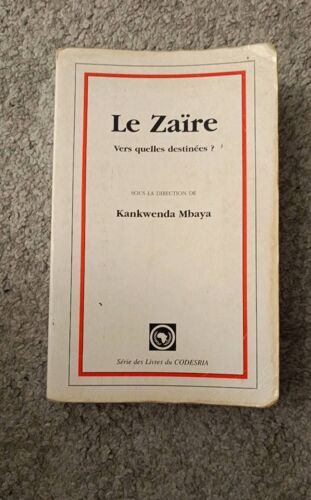 Le Zaïre
Vers quelles destinées ?
SOUS LA DIRECTION DE
Kankwenda Mbaya
Série des Livres du CODESRIA